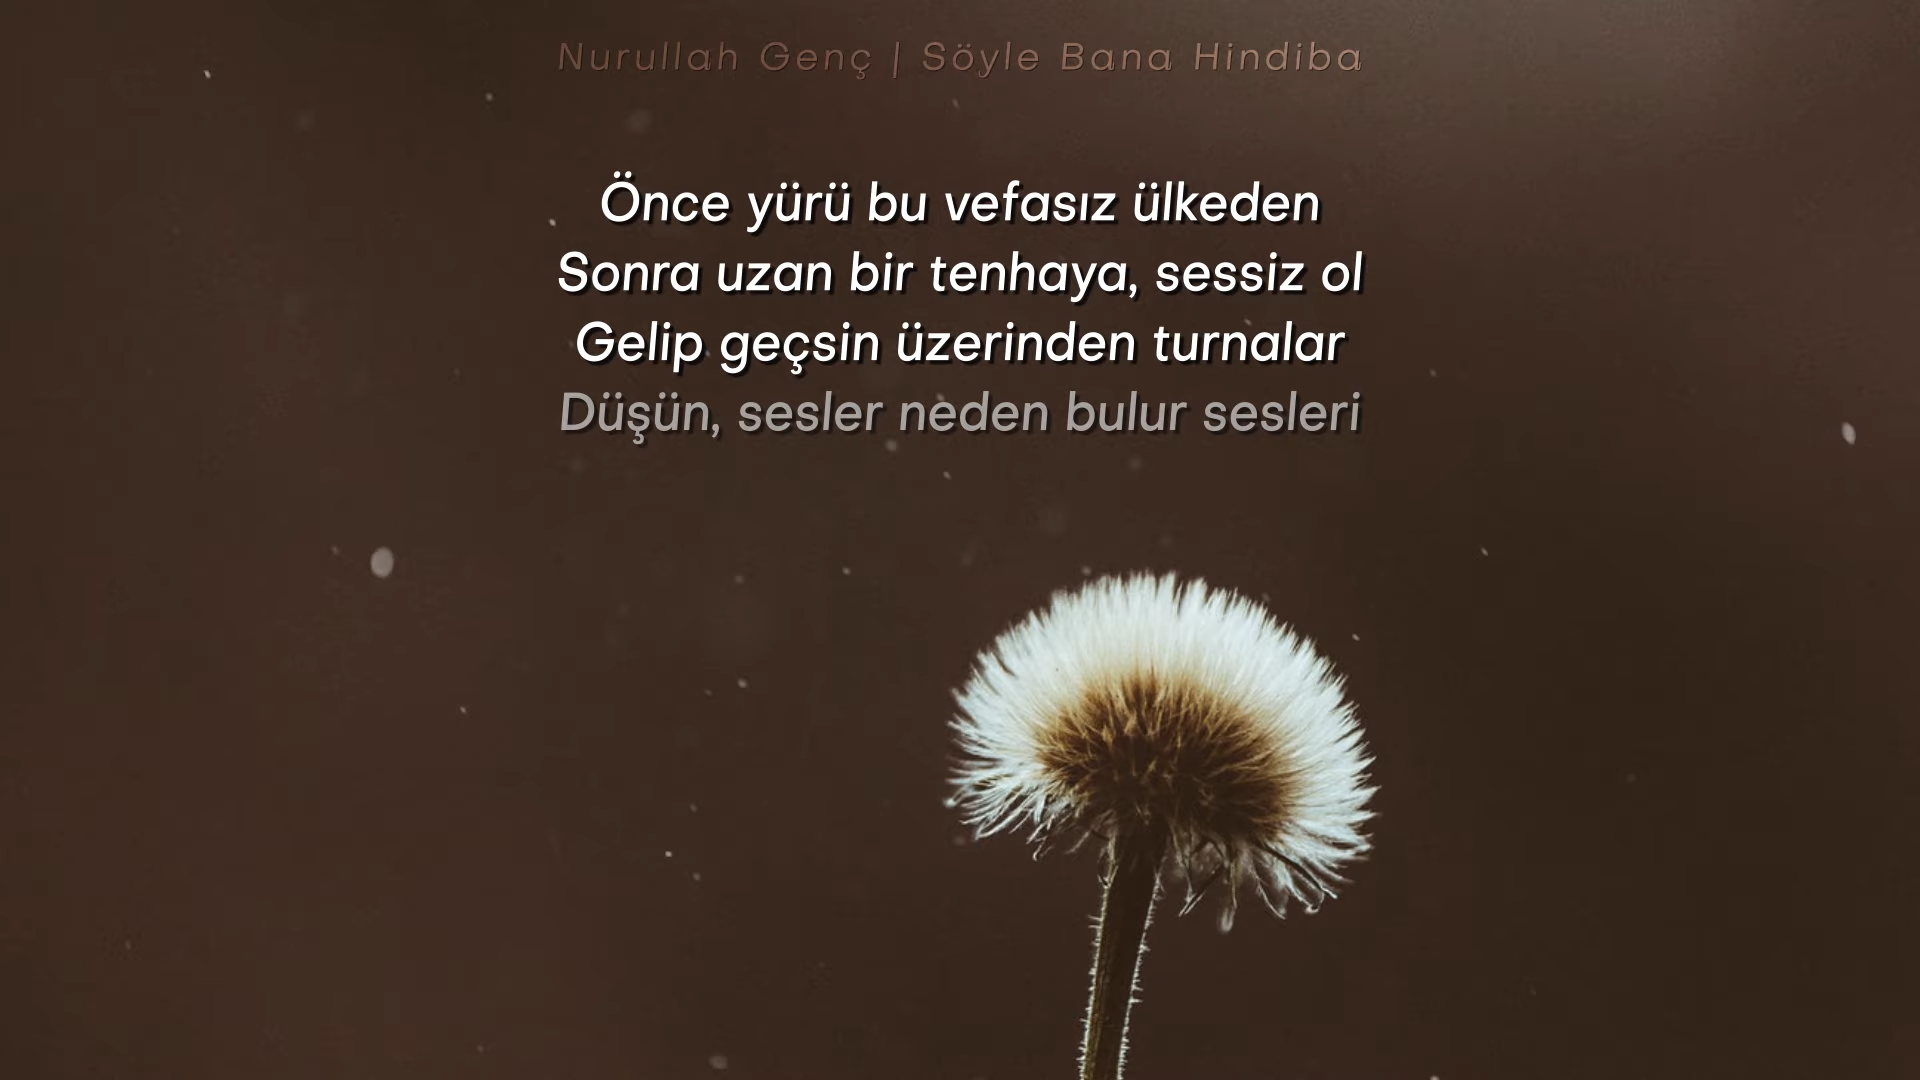 Nurullah Genç | Söyle Bana Hindiba
Önce yürü bu vefasız ülkeden
Sonra uzan bir tenhaya, sessiz ol
Gelip geçsin üzerinden turnalar
Düşün, sesler neden bulur sesleri